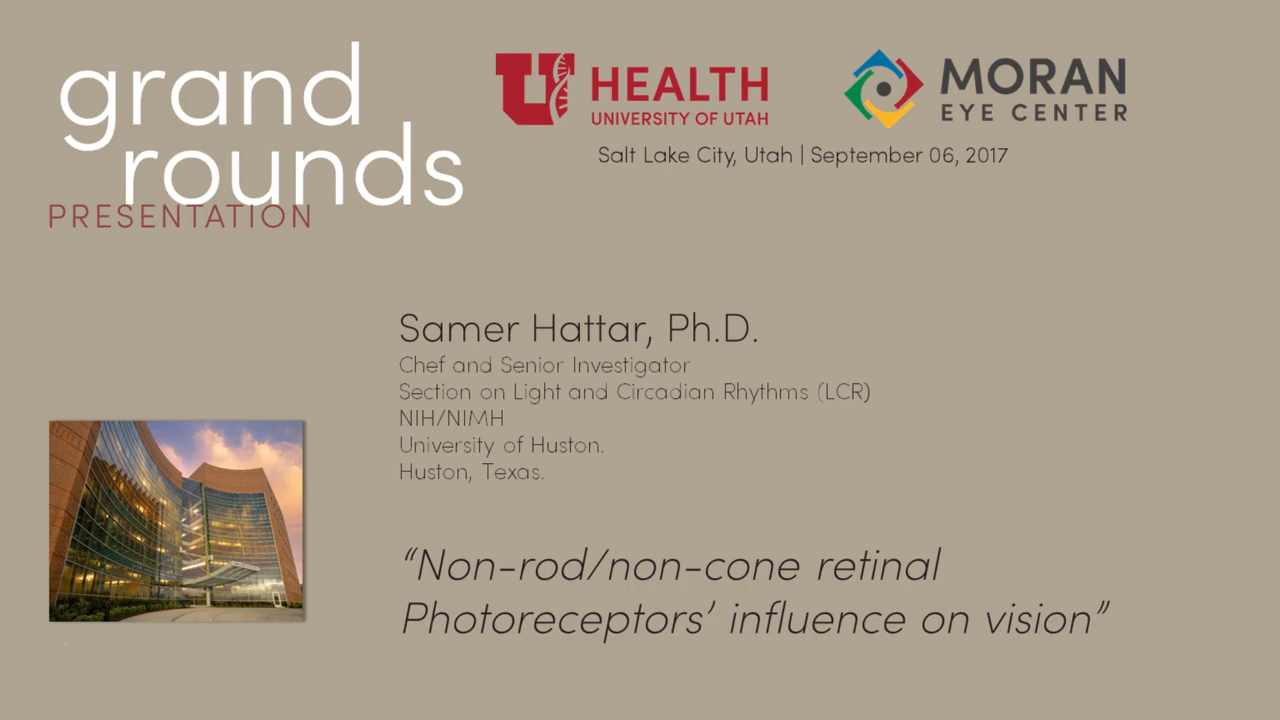 grand
rounds
PRESENTATION
HEALTH
UNIVERSITY OF UTAH
MORAN
EYE CENTER
Salt Lake City, Utah | September 06, 2017
Samer Hattar, Ph.D.
Chef and Senior Investigator
Section on Light and Circadian Rhythms (LCR)
NIH/NIMH
University of Huston.
Huston, Texas.
“Non-rod/non-cone retinal
Photoreceptors’ influence on vision”